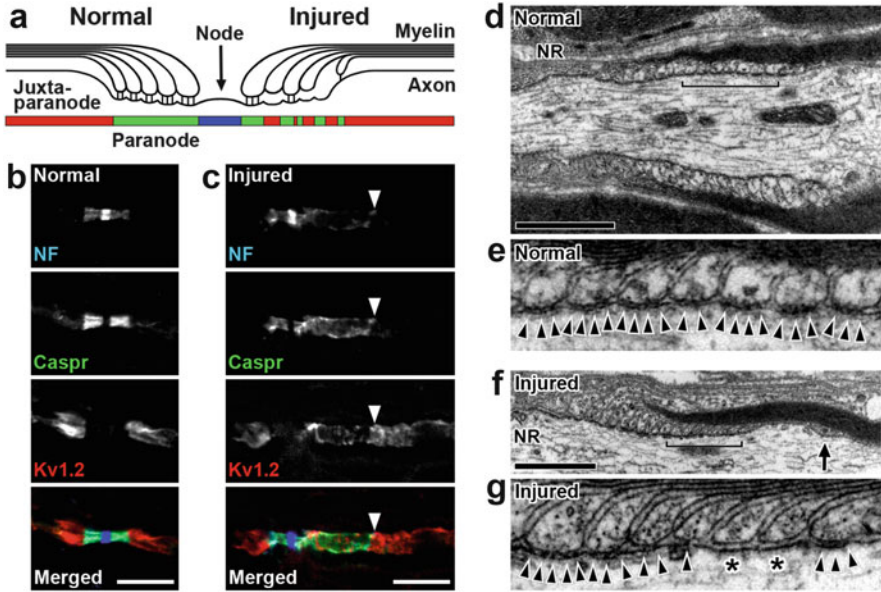 a
Normal
Injured
Node
Myelin
Axon
Juxta-
paranode
Paranode
b
Normal
NF
Caspr
Kv1.2
Merged
c
Injured
NF
Caspr
Kv1.2
Merged
d
Normal
NR
e
Normal
f
Injured
NR
g
Injured
* *